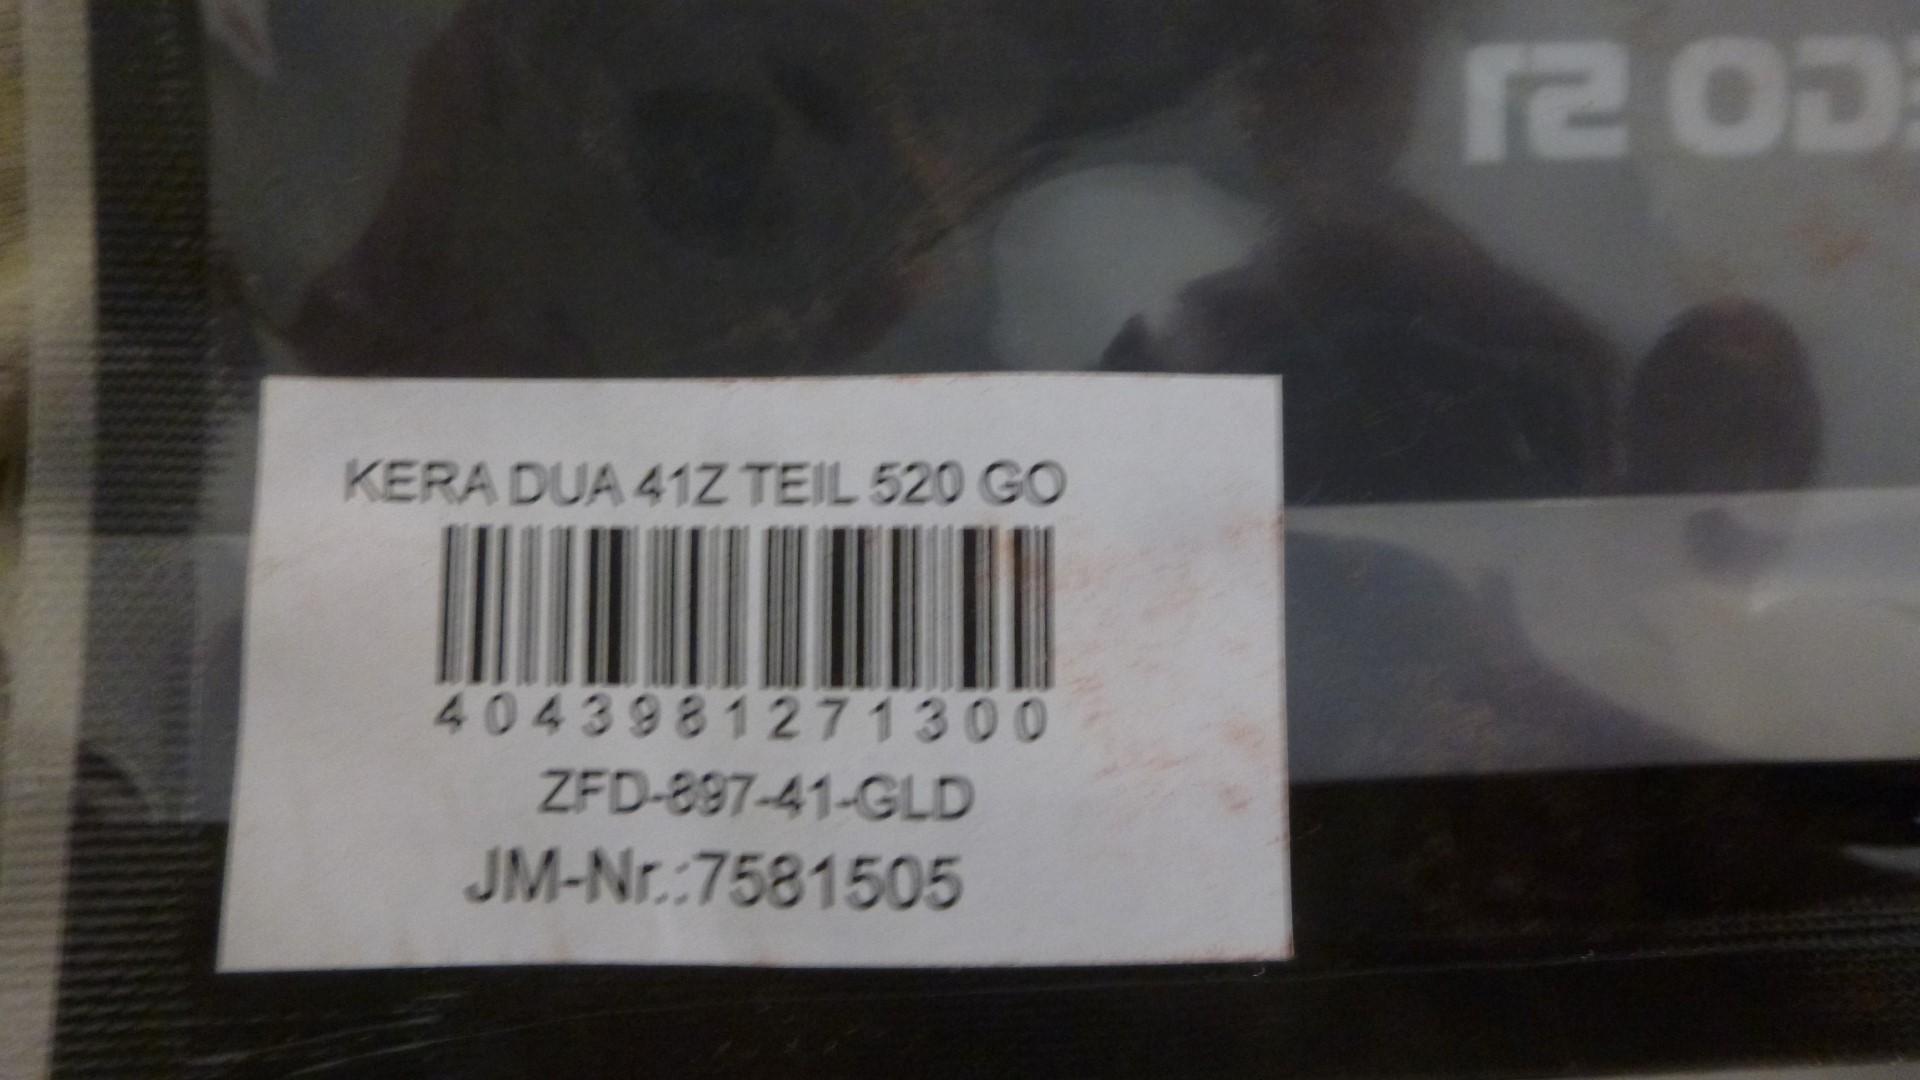 KERA DUA 41Z TEIL 520 GO
4043981271300
ZFD-897-41-GLD
JM-Nr.:7581505